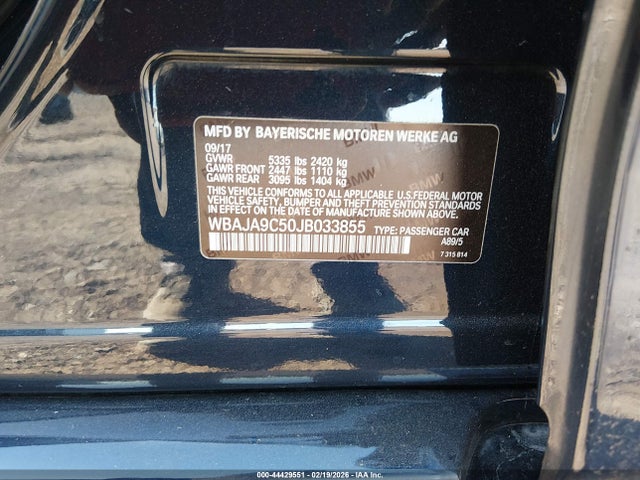 MFD BY BAYERISCHE MOTOREN WERKE AG
09/17
GVWR 5335 lbs 2420 kg
GAWR FRONT 2447 lbs 1110 kg
GAWR REAR 3095 lbs 1404 kg
THIS VEHICLE CONFORMS TO ALL APPLICABLE U.S. FEDERAL MOTOR
VEHICLE SAFETY, BUMPER AND THEFT PREVENTION STANDARDS
IN EFFECT ON THE DATE OF MANUFACTURE SHOWN ABOVE.
WBAJA9C50JB033855 TYPE: PASSENGER CAR
A89/5
7 315 814
000-44429551 - 02/19/2026 - IAA Inc.